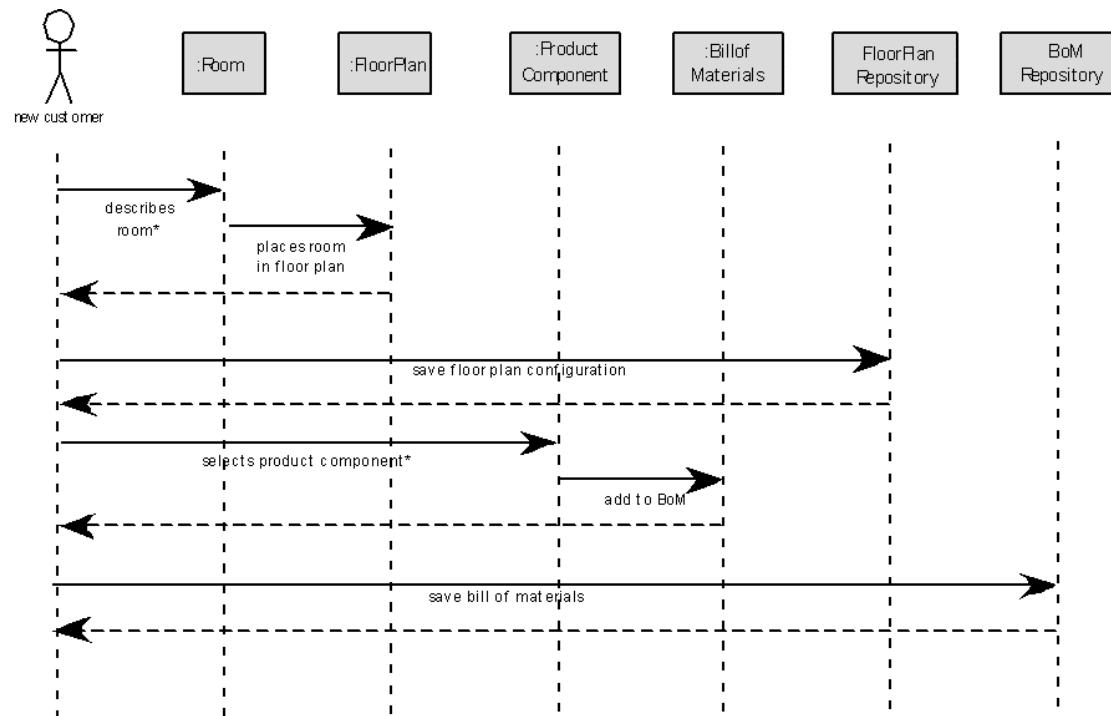 :Room
:FloorPlan
:Product
Component
:Billof
Materials
FloorPlan
Repository
BoM
Repository
new customer
describes
room*
places room
in floor plan
save floor plan configuration
selects product component*
add to BoM
save bill of materials